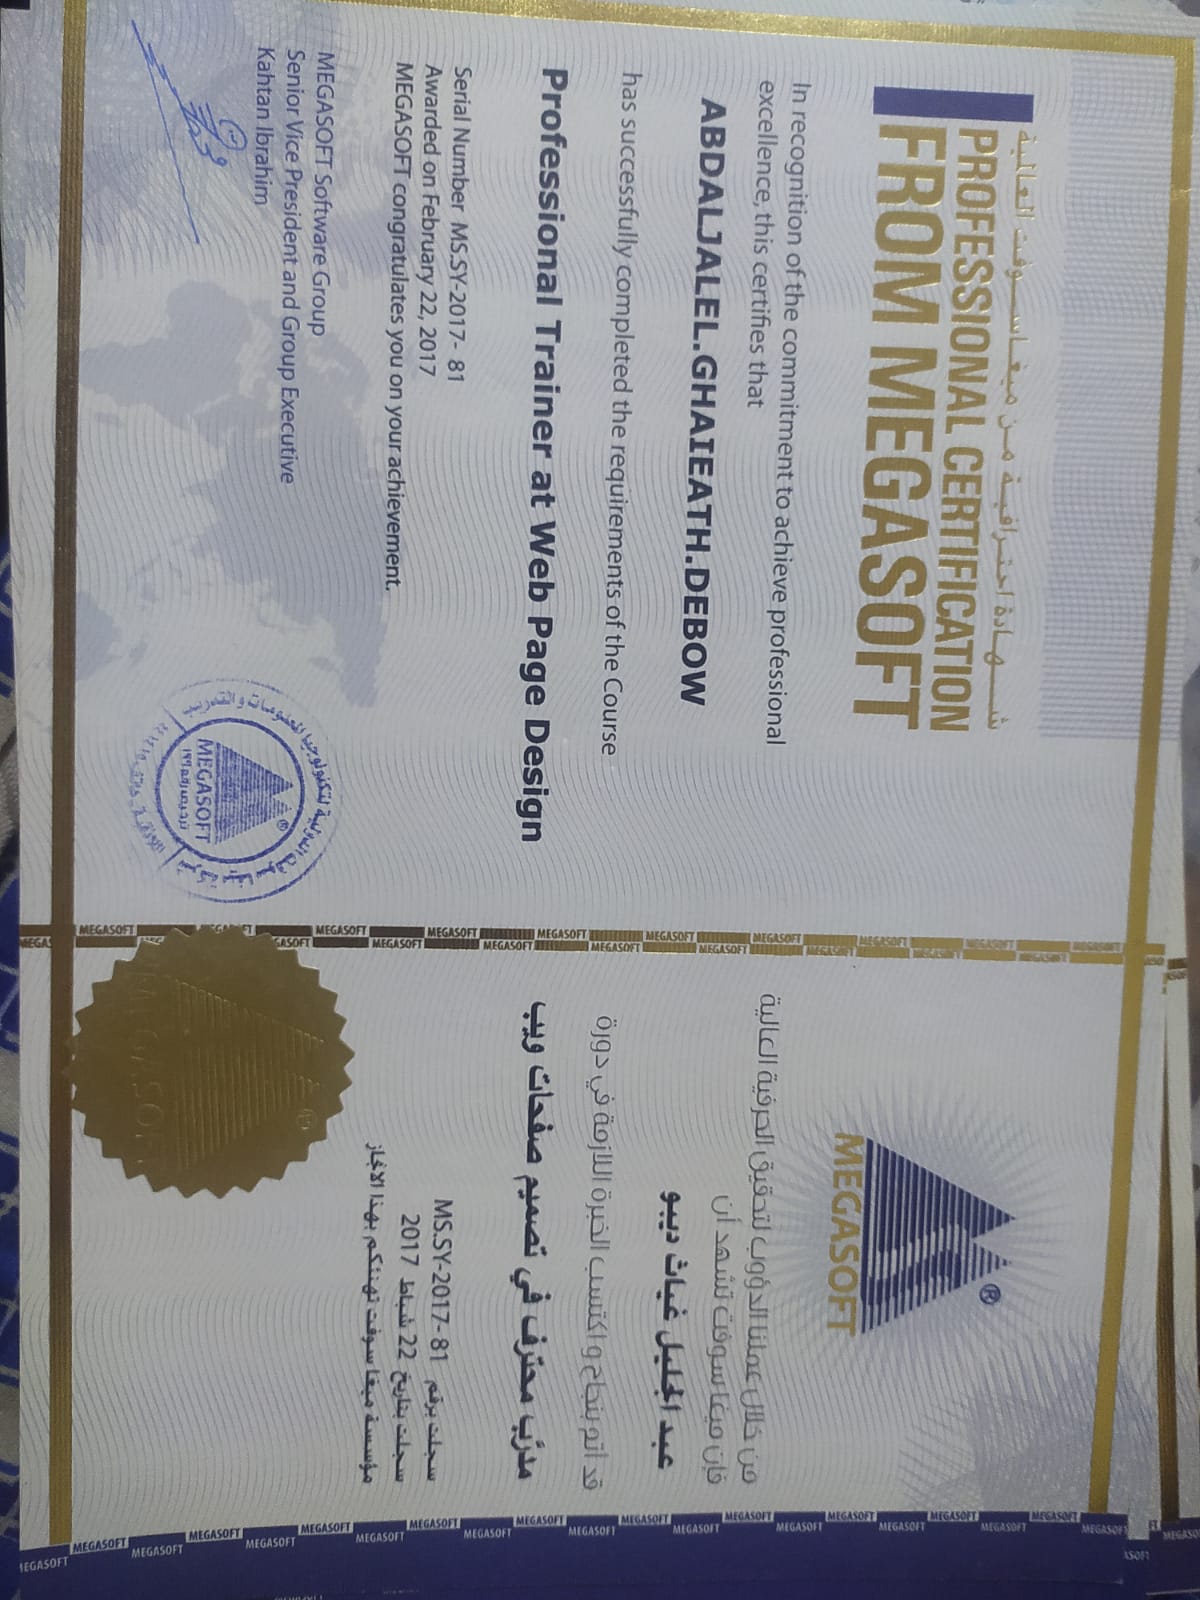 شهادة احترافية من ميغاسوفت العالمية
PROFESSIONAL CERTIFICATION
FROM MEGASOFT
In recognition of the commitment to achieve professional
excellence, this certifies that
ABDALJALEL.GHAIEATH.DEBOW
has successfully completed the requirements of the Course
Professional Trainer at Web Page Design
Serial Number MS.SY-2017- 81
Awarded on February 22, 2017
MEGASOFT congratulates you on your achievement.
MEGASOFT Software Group
Senior Vice President and Group Executive
Kahtan Ibrahim
MEGASOFT
®
MEGASOFT
من خلال عملنا الدؤوب لتحقيق الحرفية العالية
فإن ميغاسوفت تشهد أن
عبد الجليل غياث ديبو
قد أتم بنجاح واكتسب الخبرة اللازمة في دورة
مدرّب محترف في تصميم صفحات ويب
سجلت برقم MS.SY-2017- 81
سجلت بتاريخ 22 شباط 2017
مؤسسة ميغاسوفت تهنئكم بهذا الانجاز
MEGASOFT